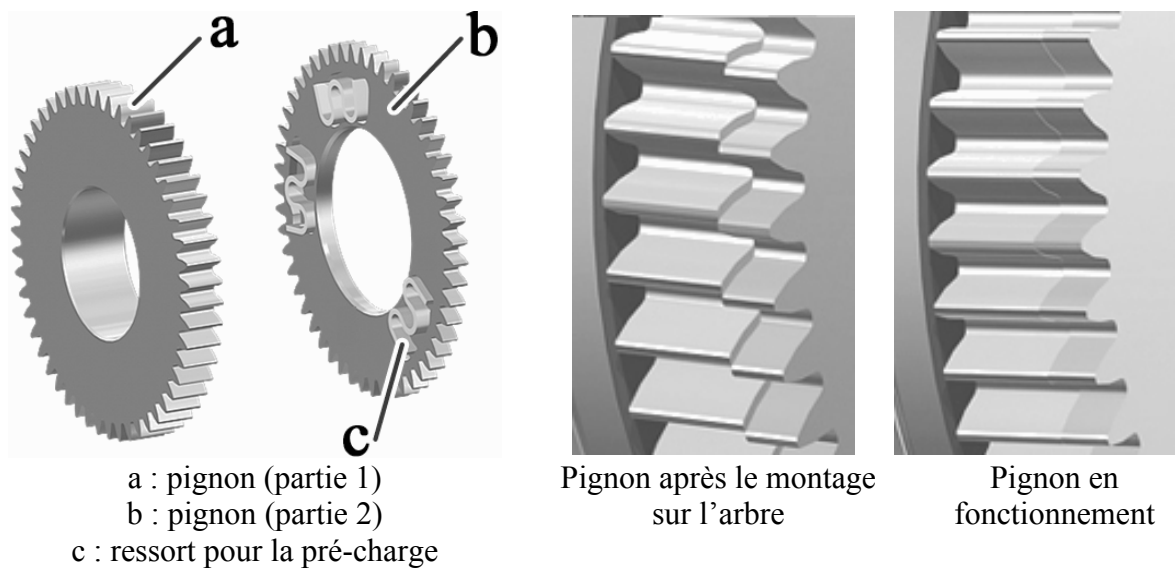 a
b
c
a : pignon (partie 1)
b : pignon (partie 2)
c : ressort pour la pré-charge
Pignon après le montage
sur l’arbre
Pignon en
fonctionnement